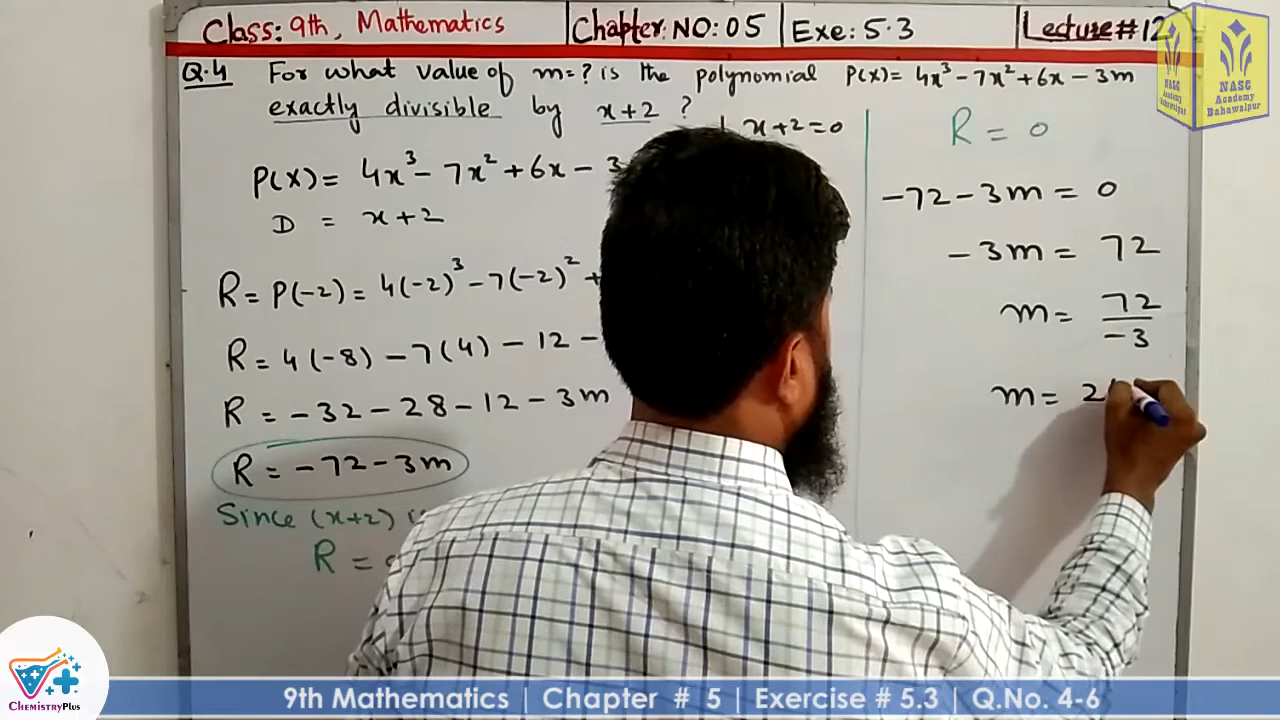 Class: 9th, Mathematics
Chapter: NO: 05
Exe: 5.3
Lecture # 12
Q.4 For what value of m=? is the polynomial P(x)= 4x³ - 7x² + 6x - 3m
exactly divisible by x+2 ?
x+2=0
P(x)= 4x³ - 7x² + 6x - 3
D = x+2
R = P(-2) = 4(-2)³ - 7(-2)² +
R = 4(-8) - 7(4) - 12 -
R = -32 - 28 - 12 - 3m
R = -72 - 3m
Since (x+2)
R =
R = 0
-72 - 3m = 0
-3m = 72
m = 72/-3
m = 2
NASC
Academy
Bahawalpur
NASC
Academy
Bahawalpur
CHEMISTRYPLUS
9th Mathematics | Chapter # 5 | Exercise # 5.3 | Q.No. 4-6